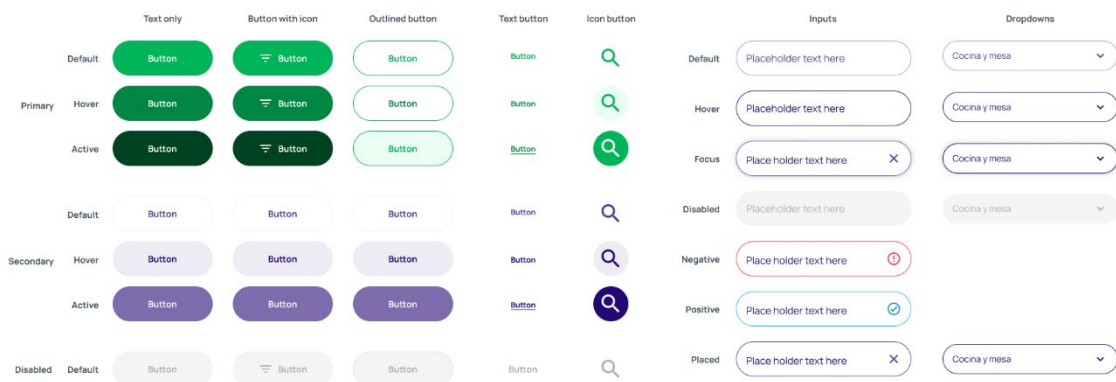 Text only Button with icon Outlined button Text button Icon button Inputs Dropdowns
Default Button Button Button Button Default Placeholder text here Cocina y mesa
Primary Hover Button Button Button Button Hover Placeholder text here Cocina y mesa
Active Button Button Button Button Focus Place holder text here Cocina y mesa
Default Button Button Button Button Disabled Placeholder text here Cocina y mesa
Secondary Hover Button Button Button Button Negative Place holder text here
Active Button Button Button Button Positive Place holder text here
Disabled Default Button Button Button Button Placed Place holder text here Cocina y mesa